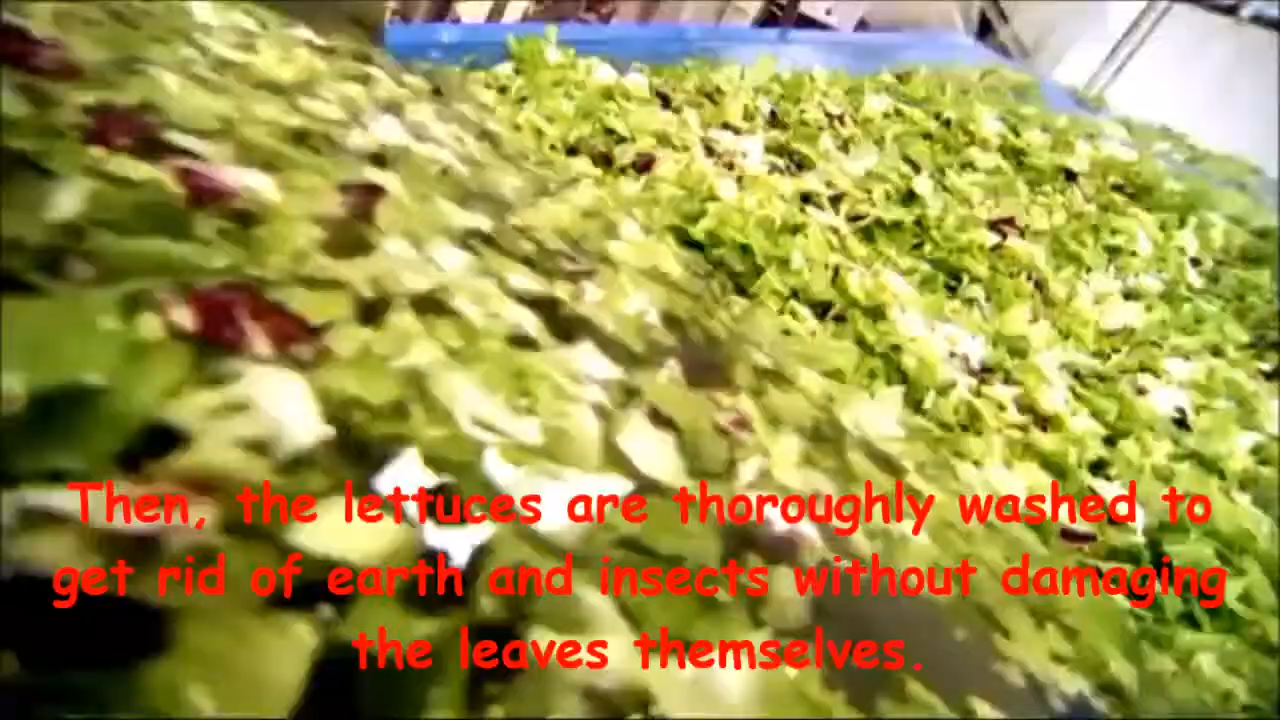 Then, the lettuces are thoroughly washed to
get rid of earth and insects without damaging
the leaves themselves.